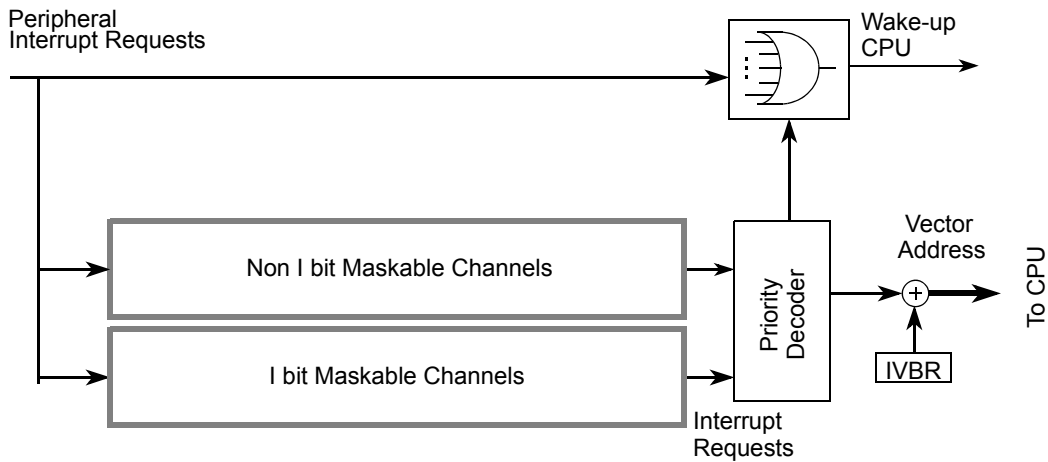 Peripheral
Interrupt Requests
Wake-up
CPU
Non I bit Maskable Channels
I bit Maskable Channels
Priority
Decoder
Interrupt
Requests
Vector
Address
+
IVBR
To CPU